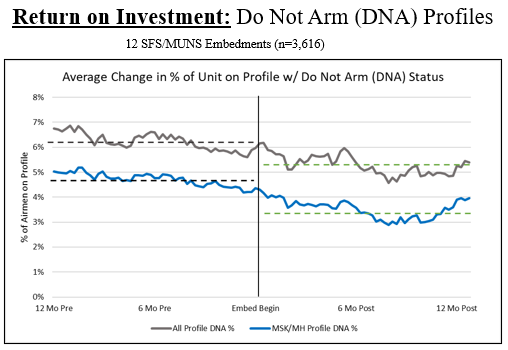 Return on Investment: Do Not Arm (DNA) Profiles
12 SFS/MUNS Embedments (n=3,616)
Average Change in % of Unit on Profile w/ Do Not Arm (DNA) Status
% of Airmen on Profile
8%
7%
6%
5%
4%
3%
2%
1%
0%
12 Mo Pre
6 Mo Pre
Embed Begin
6 Mo Post
12 Mo Post
All Profile DNA %
MSK/MH Profile DNA %